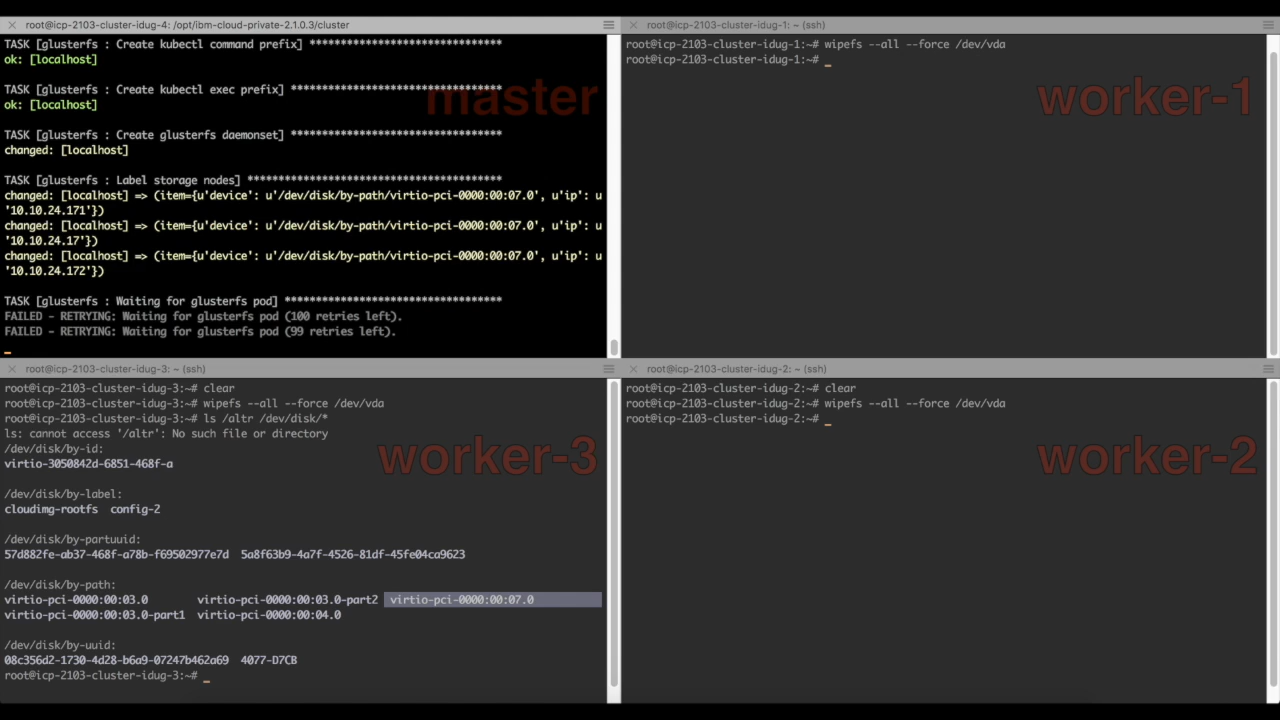 root@icp-2103-cluster-idug-4: /opt/ibm-cloud-private-2.1.0.3/cluster
TASK [glusterfs : Create kubectl command prefix] *******************************
ok: [localhost]
TASK [glusterfs : Create kubectl exec prefix] **********************************
ok: [localhost]
TASK [glusterfs : Create glusterfs daemonset] **********************************
changed: [localhost]
TASK [glusterfs : Label storage nodes] *****************************************
changed: [localhost] => (item={u'device': u'/dev/disk/by-path/virtio-pci-0000:00:07.0', u'ip': u
'10.10.24.171'})
changed: [localhost] => (item={u'device': u'/dev/disk/by-path/virtio-pci-0000:00:07.0', u'ip': u
'10.10.24.17'})
changed: [localhost] => (item={u'device': u'/dev/disk/by-path/virtio-pci-0000:00:07.0', u'ip': u
'10.10.24.172'})
TASK [glusterfs : Waiting for glusterfs pod] ***********************************
FAILED - RETRYING: Waiting for glusterfs pod (100 retries left).
FAILED - RETRYING: Waiting for glusterfs pod (99 retries left).
master
root@icp-2103-cluster-idug-1: ~ (ssh)
root@icp-2103-cluster-idug-1:~# wipefs --all --force /dev/vda
root@icp-2103-cluster-idug-1:~#
worker-1
root@icp-2103-cluster-idug-3: ~ (ssh)
root@icp-2103-cluster-idug-3:~# clear
root@icp-2103-cluster-idug-3:~# wipefs --all --force /dev/vda
root@icp-2103-cluster-idug-3:~# ls /altr /dev/disk/*
ls: cannot access '/altr': No such file or directory
/dev/disk/by-id:
virtio-3050842d-6851-468f-a
/dev/disk/by-label:
cloudimg-rootfs config-2
/dev/disk/by-partuuid:
57d882fe-ab37-468f-a78b-f69502977e7d 5a8f63b9-4a7f-4526-81df-45fe04ca9623
/dev/disk/by-path:
virtio-pci-0000:00:03.0 virtio-pci-0000:00:03.0-part2 virtio-pci-0000:00:07.0
virtio-pci-0000:00:03.0-part1 virtio-pci-0000:00:04.0
/dev/disk/by-uuid:
08c356d2-1730-4d28-b6a9-07247b462a69 4077-D7CB
root@icp-2103-cluster-idug-3:~#
worker-3
root@icp-2103-cluster-idug-2: ~ (ssh)
root@icp-2103-cluster-idug-2:~# clear
root@icp-2103-cluster-idug-2:~# wipefs --all --force /dev/vda
root@icp-2103-cluster-idug-2:~#
worker-2